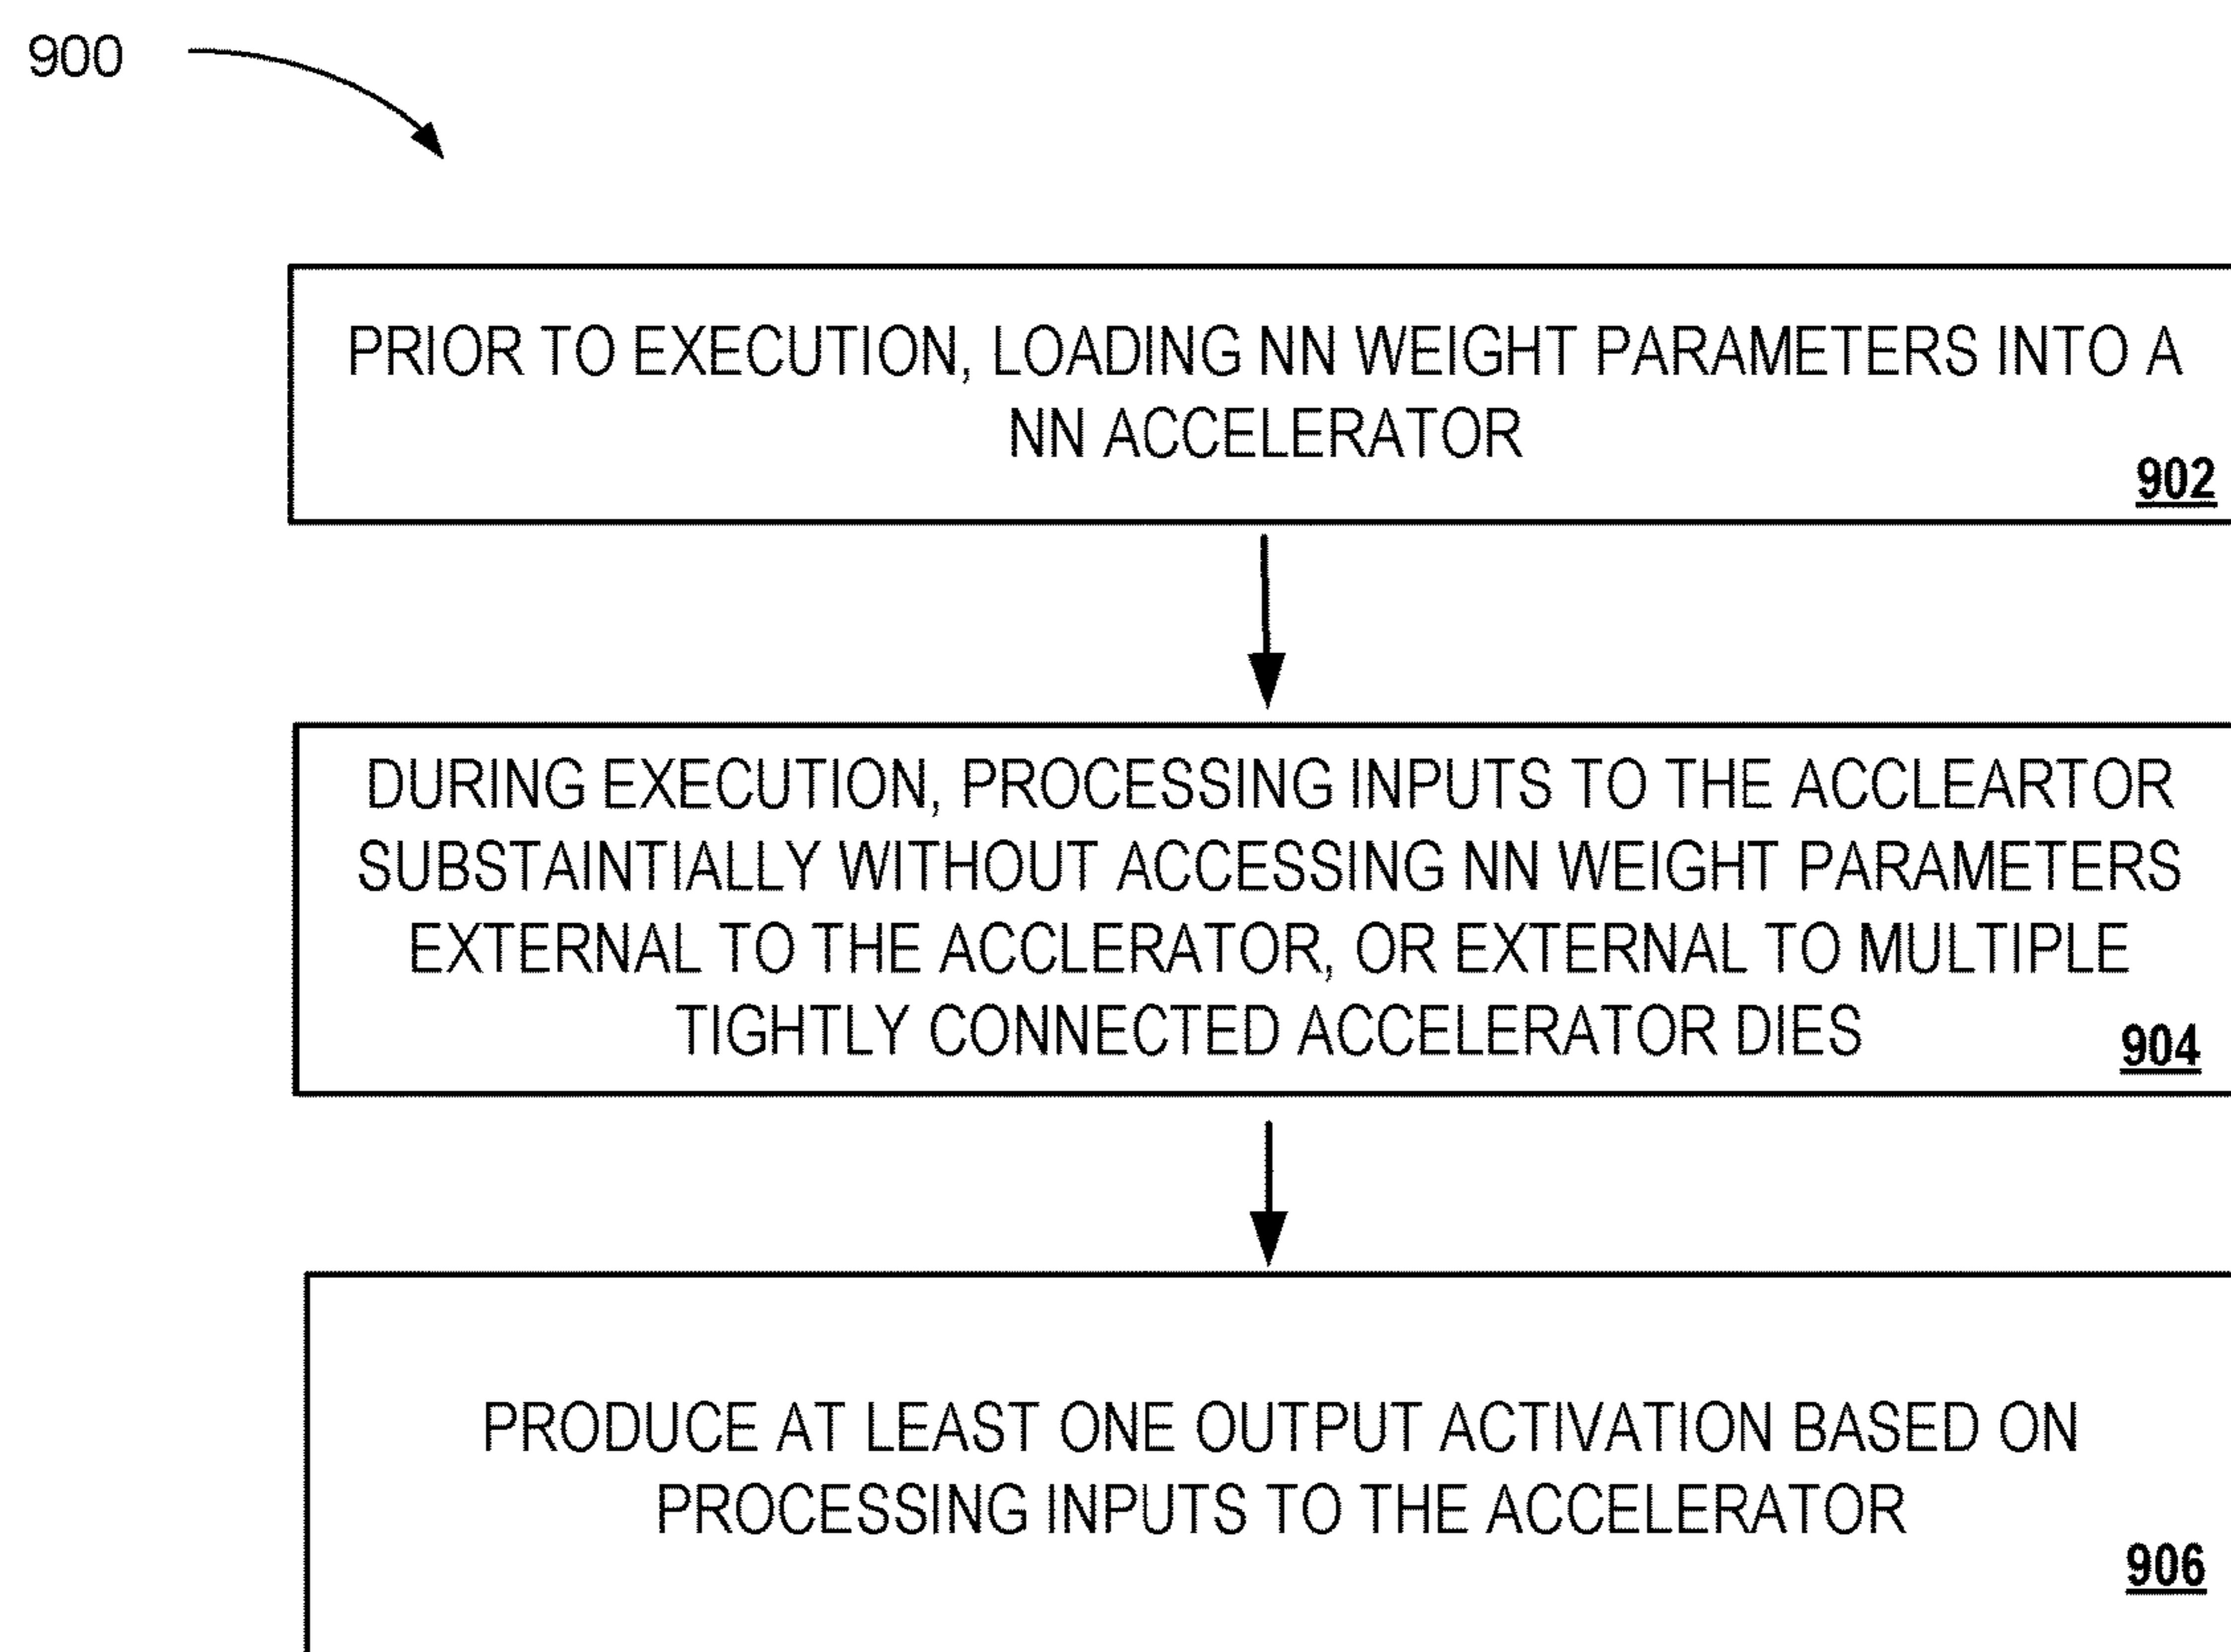 900
PRIOR TO EXECUTION, LOADING NN WEIGHT PARAMETERS INTO A
NN ACCELERATOR
902
DURING EXECUTION, PROCESSING INPUTS TO THE ACCLEARTOR
SUBSTAINTIALLY WITHOUT ACCESSING NN WEIGHT PARAMETERS
EXTERNAL TO THE ACCLERATOR, OR EXTERNAL TO MULTIPLE
TIGHTLY CONNECTED ACCELERATOR DIES
904
PRODUCE AT LEAST ONE OUTPUT ACTIVATION BASED ON
PROCESSING INPUTS TO THE ACCELERATOR
906